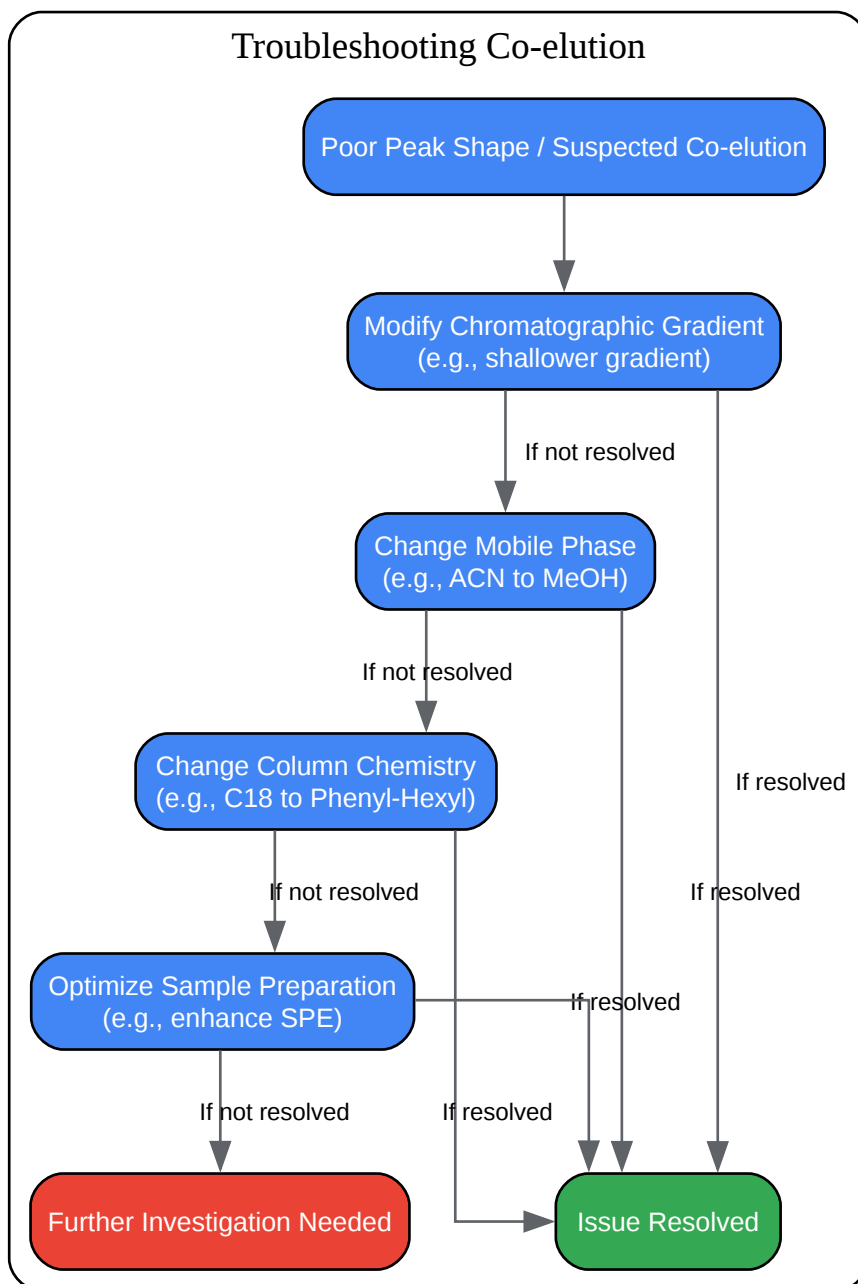 Troubleshooting Co-elution
Poor Peak Shape / Suspected Co-elution
Modify Chromatographic Gradient
(e.g., shallower gradient)
If not resolved
Change Mobile Phase
(e.g., ACN to MeOH)
If not resolved
Change Column Chemistry
(e.g., C18 to Phenyl-Hexyl)
If resolved
If not resolved
If resolved
Optimize Sample Preparation
(e.g., enhance SPE)
If resolved
If not resolved
If resolved
Further Investigation Needed
Issue Resolved